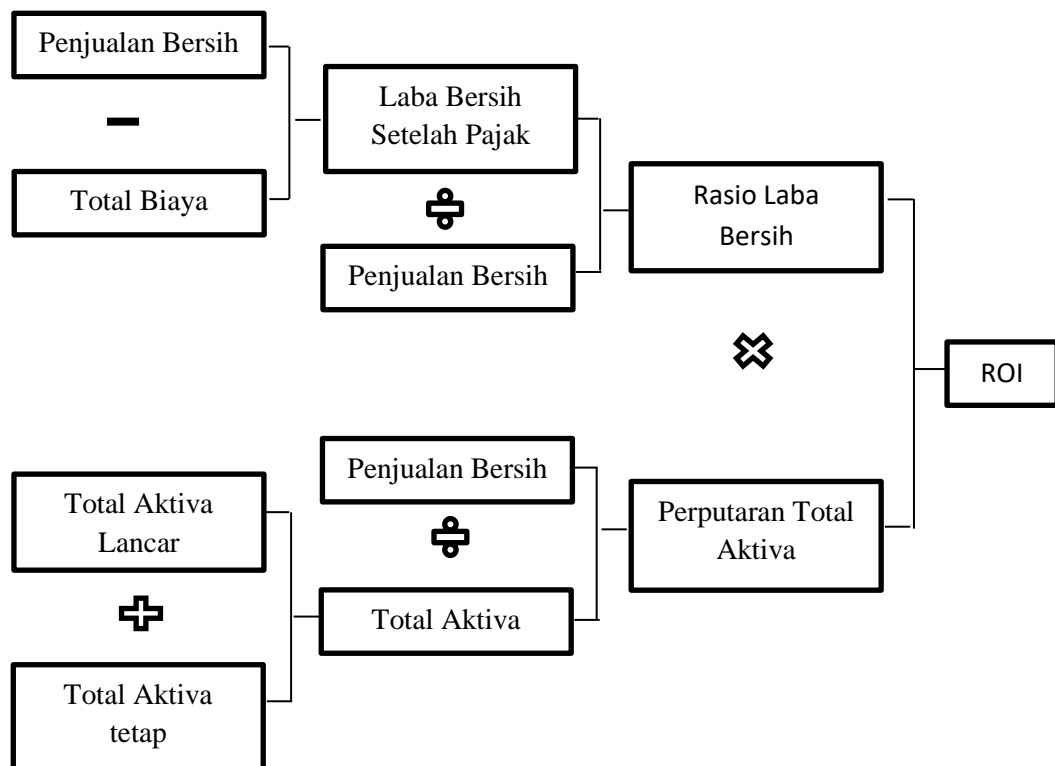 Penjualan Bersih
Total Biaya
Laba Bersih
Setelah Pajak
Penjualan Bersih
Rasio Laba
Bersih
ROI
Penjualan Bersih
Total Aktiva
Lancar
Perputaran Total
Aktiva
Total Aktiva
Total Aktiva
tetap